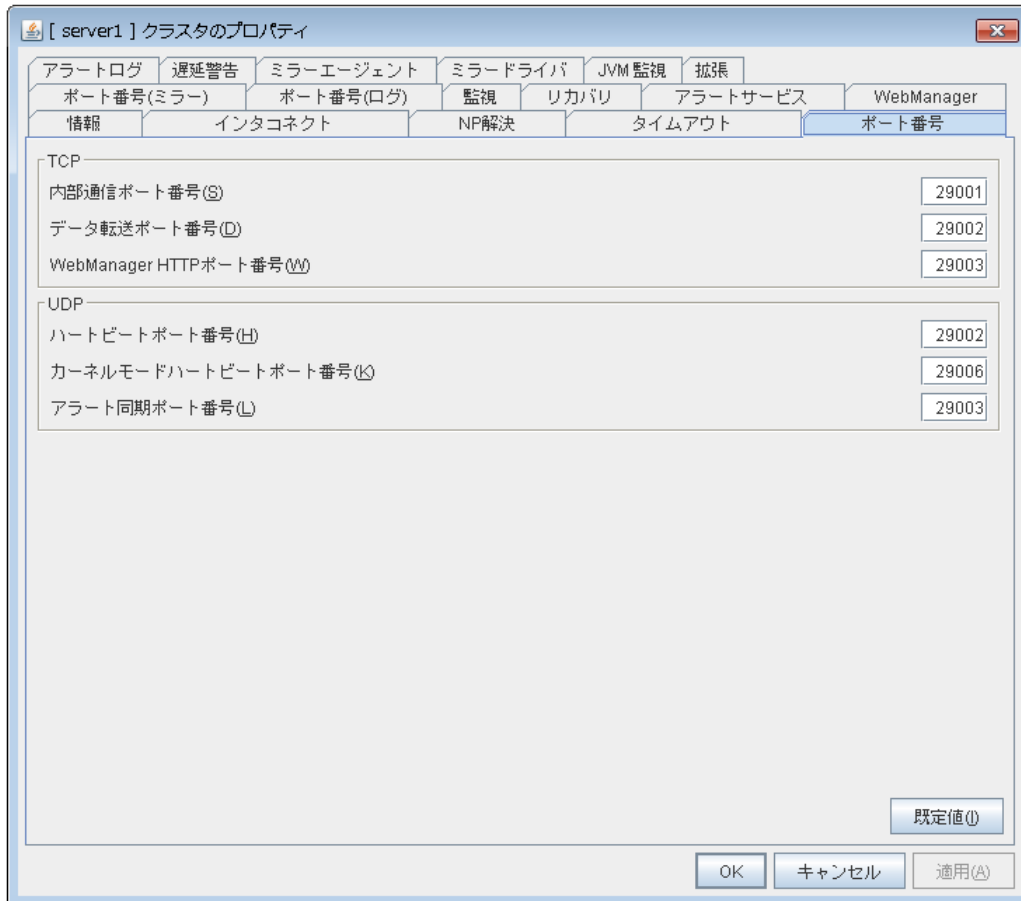 [ server1 ] クラスタのプロパティ
アラートログ 遅延警告 ミラーエージェント ミラードライバ JVM 監視 拡張
ポート番号(ミラー) ポート番号(ログ) 監視 リカバリ アラートサービス WebManager
情報 インタコネクト NP解決 タイムアウト ポート番号
TCP
内部通信ポート番号(S) 29001
データ転送ポート番号(D) 29002
WebManager HTTPポート番号(W) 29003
UDP
ハートビートポート番号(H) 29002
カーネルモードハートビートポート番号(K) 29006
アラート同期ポート番号(L) 29003
既定値(I)
OK キャンセル 適用(A)